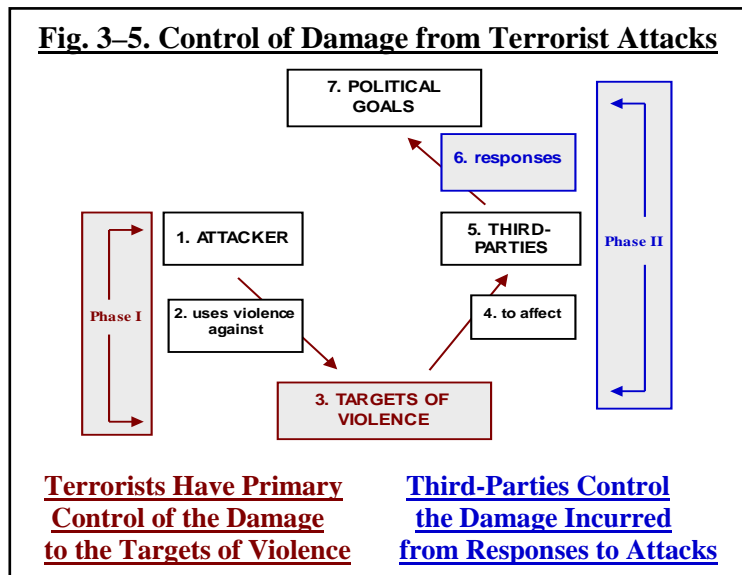 Fig. 3–5. Control of Damage from Terrorist Attacks
7. POLITICAL
GOALS
6. responses
1. ATTACKER
5. THIRD-
PARTIES
Phase I
Phase II
2. uses violence
against
4. to affect
3. TARGETS OF
VIOLENCE
Terrorists Have Primary
Control of the Damage
to the Targets of Violence
Third-Parties Control
the Damage Incurred
from Responses to Attacks